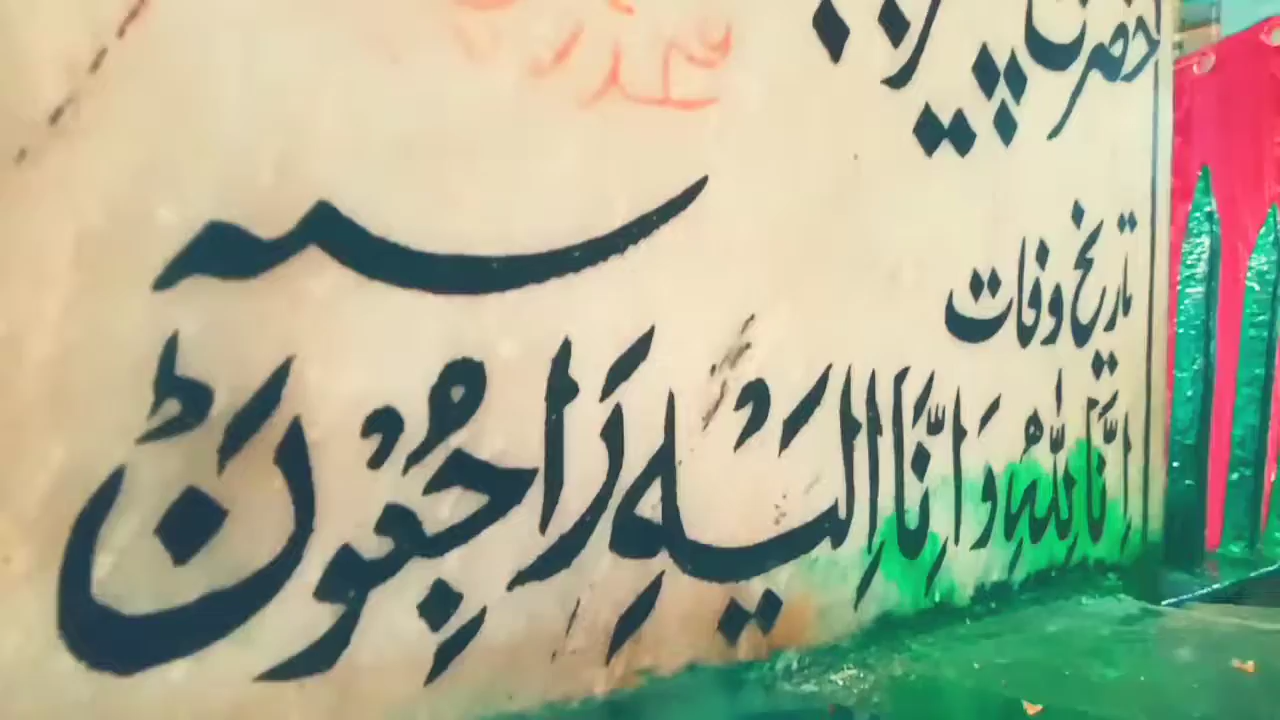 حضرت پیر
تاریخ وفات ؁
اِنَّا لِلّٰهِ وَ اِنَّا اِلَیْهِ رَاجِعُوْنَ ؕ